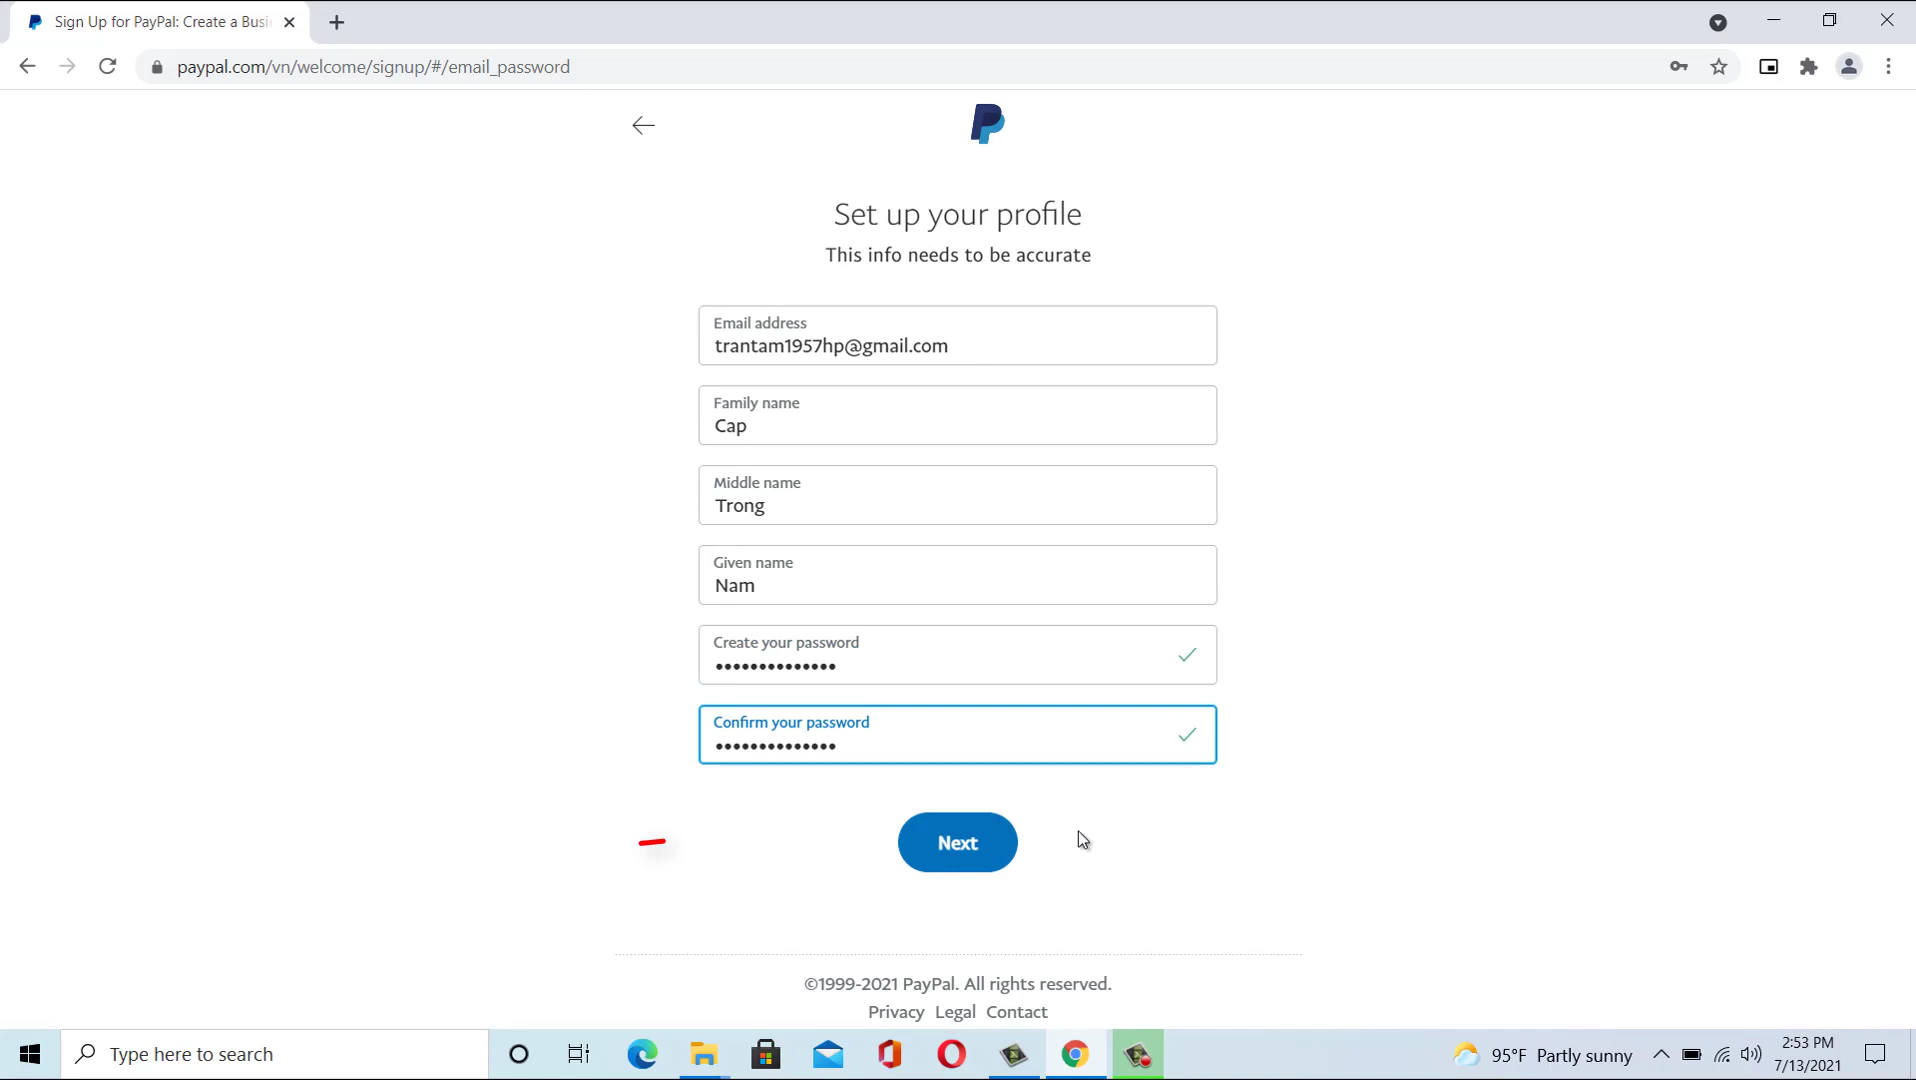 Sign Up for PayPal: Create a Busi
paypal.com/vn/welcome/signup/#/email_password
Set up your profile
This info needs to be accurate
Email address
trantam1957hp@gmail.com
Family name
Cap
Middle name
Trong
Given name
Nam
Create your password
••••••••••••••
Confirm your password
••••••••••••••
Next
©1999-2021 PayPal. All rights reserved.
Privacy Legal Contact
Type here to search
95°F Partly sunny
2:53 PM
7/13/2021